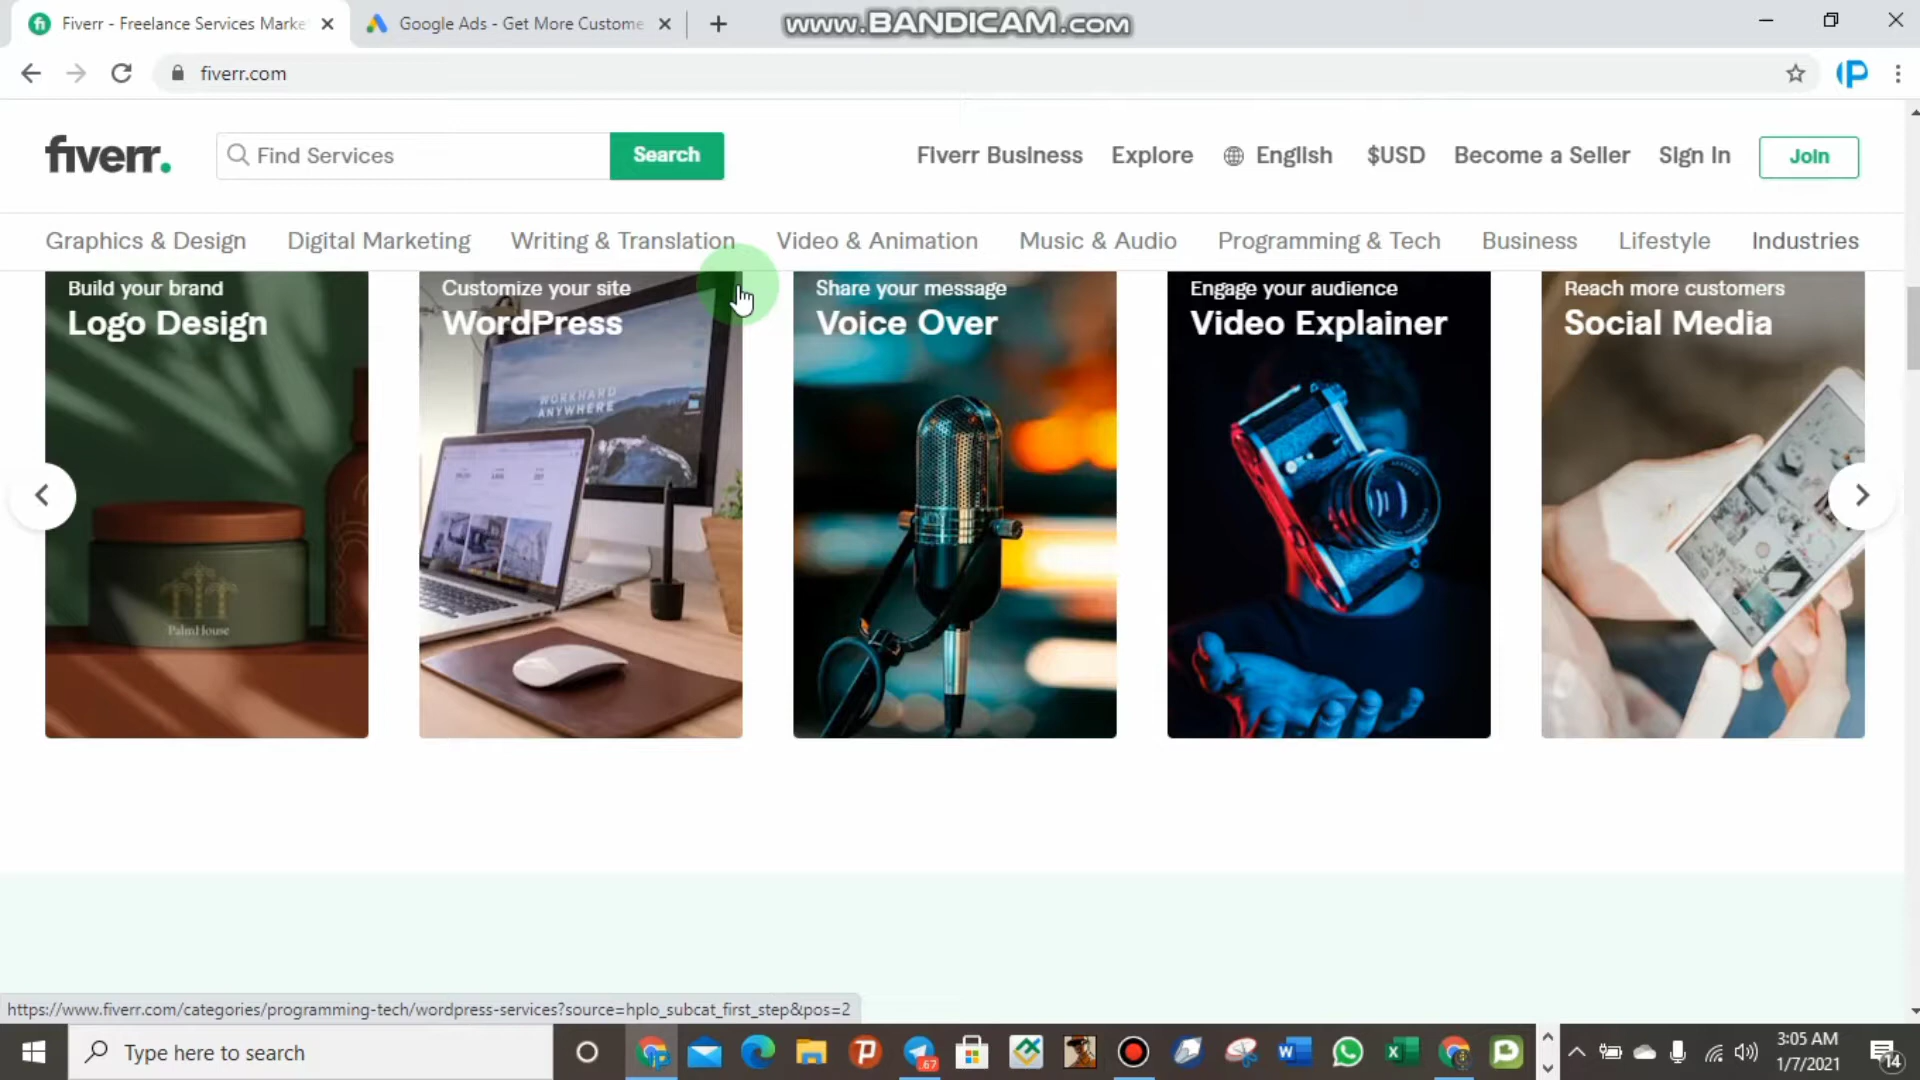 Fiverr - Freelance Services Marke
Google Ads - Get More Custome
www.BANDICAM.com
fiverr.com
fiverr.
Find Services
Search
Fiverr Business
Explore
English
$USD
Become a Seller
Sign In
Join
Graphics & Design
Digital Marketing
Writing & Translation
Video & Animation
Music & Audio
Programming & Tech
Business
Lifestyle
Industries
Build your brand
Logo Design
Customize your site
WordPress
Share your message
Voice Over
Engage your audience
Video Explainer
Reach more customers
Social Media
WORKHARD
ANYWHERE
PalmHouse
https://www.fiverr.com/categories/programming-tech/wordpress-services?source=hplo_subcat_first_step&pos=2
Type here to search
67
3:05 AM
1/7/2021
14